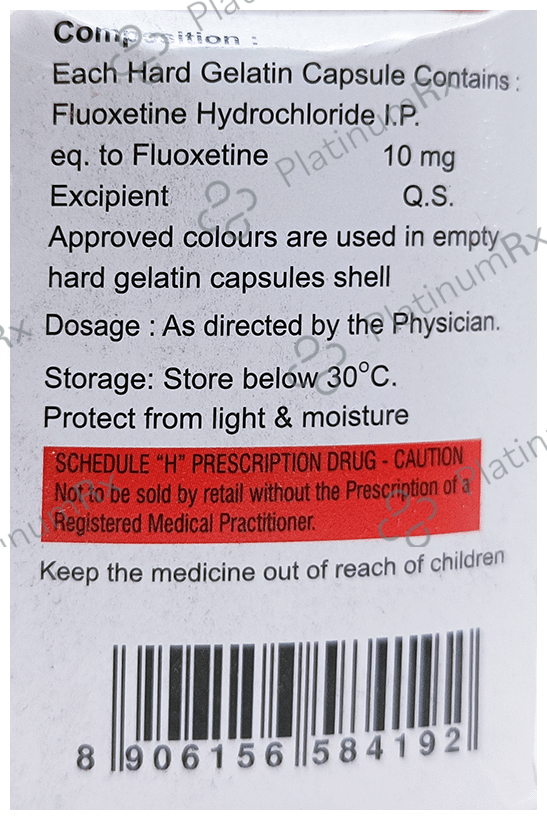 Composition :
Each Hard Gelatin Capsule Contains :
Fluoxetine Hydrochloride I.P.
eq. to Fluoxetine 10 mg
Excipient Q.S.
Approved colours are used in empty
hard gelatin capsules shell
Dosage : As directed by the Physician.
Storage: Store below 30°C.
Protect from light & moisture
SCHEDULE "H" PRESCRIPTION DRUG - CAUTION
Not to be sold by retail without the Prescription of a
Registered Medical Practitioner.
Keep the medicine out of reach of children
8 906156 584192
PlatinumRx
PlatinumRx
PlatinumRx